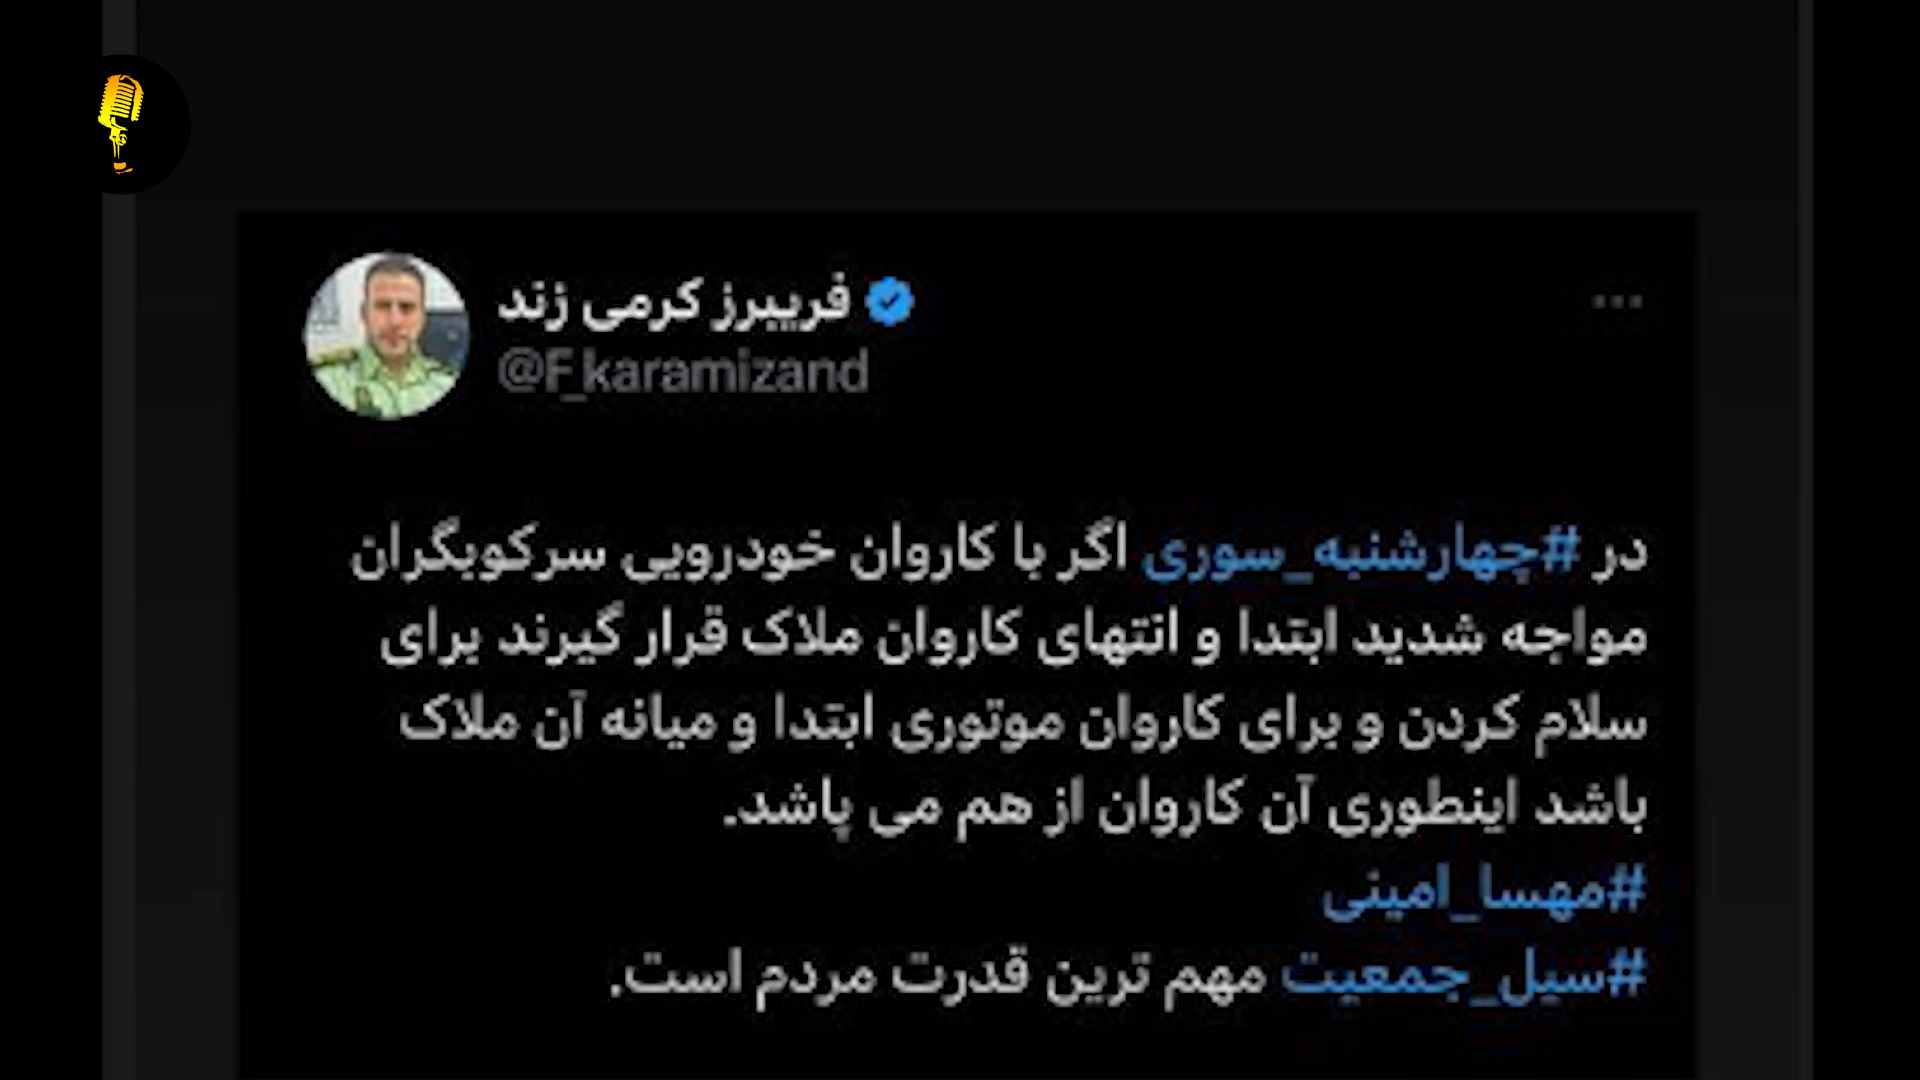 فریبرز کرمی زند
@F_karamizand
در #چهارشنبه_سوری اگر با کاروان خودرویی سرکوبگران
مواجه شدید ابتدا و انتهای کاروان ملاک قرار گیرند برای
سلام کردن و برای کاروان موتوری ابتدا و میانه آن ملاک
باشد اینطوری آن کاروان از هم می پاشد.
#مهسا_امینی
#سیل_جمعیت مهم ترین قدرت مردم است.